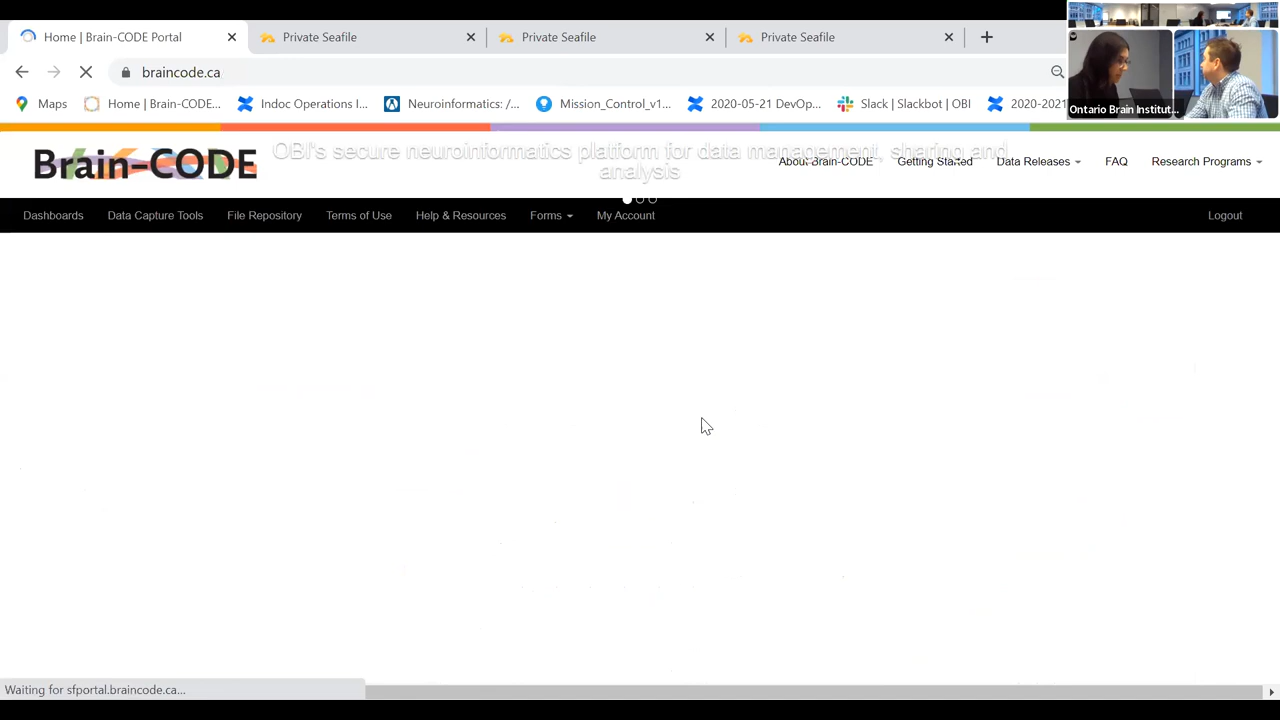 Home | Brain-CODE Portal
Private Seafile
Private Seafile
Private Seafile
braincode.ca
Maps
Home | Brain-CODE...
Indoc Operations I...
Neuroinformatics: /...
Mission_Control_v1...
2020-05-21 DevOp...
Slack | Slackbot | OBI
2020-2021
Ontario Brain Institut...
Brain-CODE
OBI's secure neuroinformatics platform for data management, sharing and
analysis
About Brain-CODE
Getting Started
Data Releases
FAQ
Research Programs
Dashboards
Data Capture Tools
File Repository
Terms of Use
Help & Resources
Forms
My Account
Logout
Waiting for sfportal.braincode.ca...